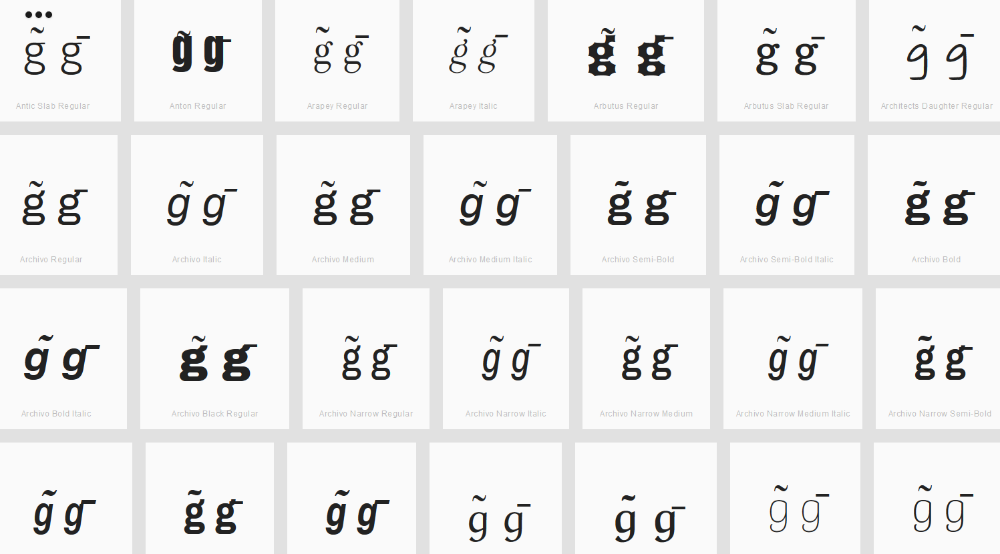 g̃ ḡ g̃ ḡ g̃ ḡ g̃ ḡ g̃ ḡ g̃ ḡ g̃ ḡ
Antic Slab Regular Anton Regular Arapey Regular Arapey Italic Arbutus Regular Arbutus Slab Regular Architects Daughter Regular
g̃ ḡ g̃ ḡ g̃ ḡ g̃ ḡ g̃ ḡ g̃ ḡ g̃ ḡ
Archivo Regular Archivo Italic Archivo Medium Archivo Medium Italic Archivo Semi-Bold Archivo Semi-Bold Italic Archivo Bold
g̃ ḡ g̃ ḡ g̃ ḡ g̃ ḡ g̃ ḡ g̃ ḡ g̃ ḡ
Archivo Bold Italic Archivo Black Regular Archivo Narrow Regular Archivo Narrow Italic Archivo Narrow Medium Archivo Narrow Medium Italic Archivo Narrow Semi-Bold
g̃ ḡ g̃ ḡ g̃ ḡ g̃ ḡ g̃ ḡ g̃ ḡ g̃ ḡ